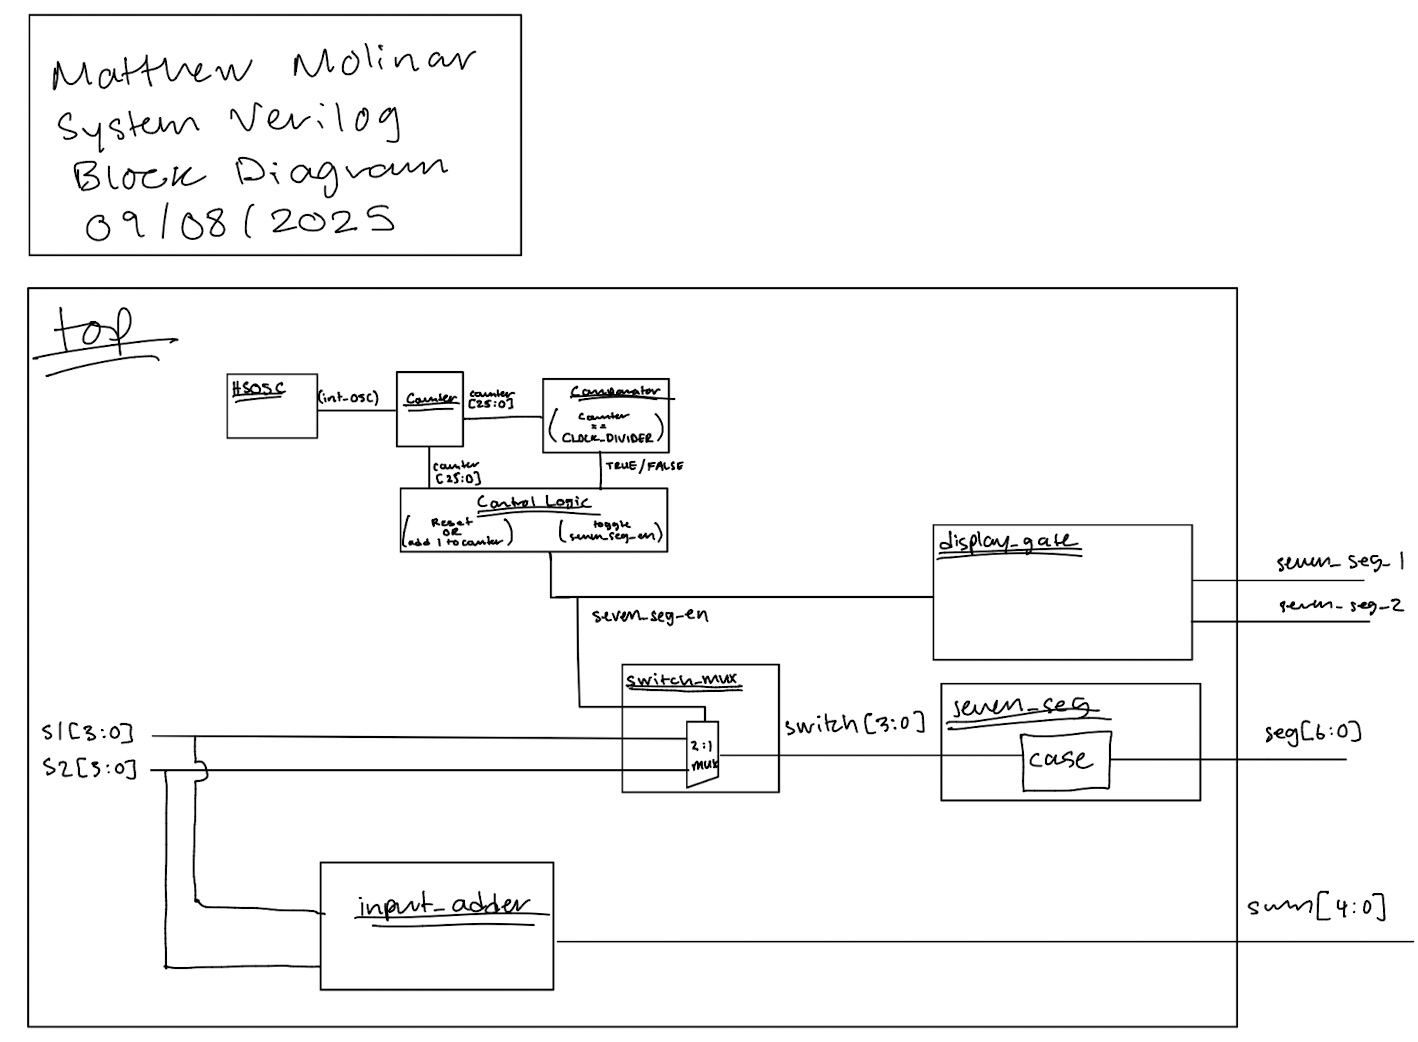 Matthew Molinar
System Verilog
Block Diagram
09/08/2025
top
HSOSC
(int_osc)
Counter
counter
[25:0]
Comparator
(counter
==
CLOCK_DIVIDER)
counter
[25:0]
TRUE/FALSE
Control Logic
(Reset
OR
add 1 to counter)
(toggle
seven_seg_en)
seven_seg_en
display_gate
seven_seg_1
seven_seg_2
switch_mux
2:1
mux
S1[3:0]
S2[3:0]
switch[3:0]
seven_seg
case
seg[6:0]
input_adder
sum[4:0]